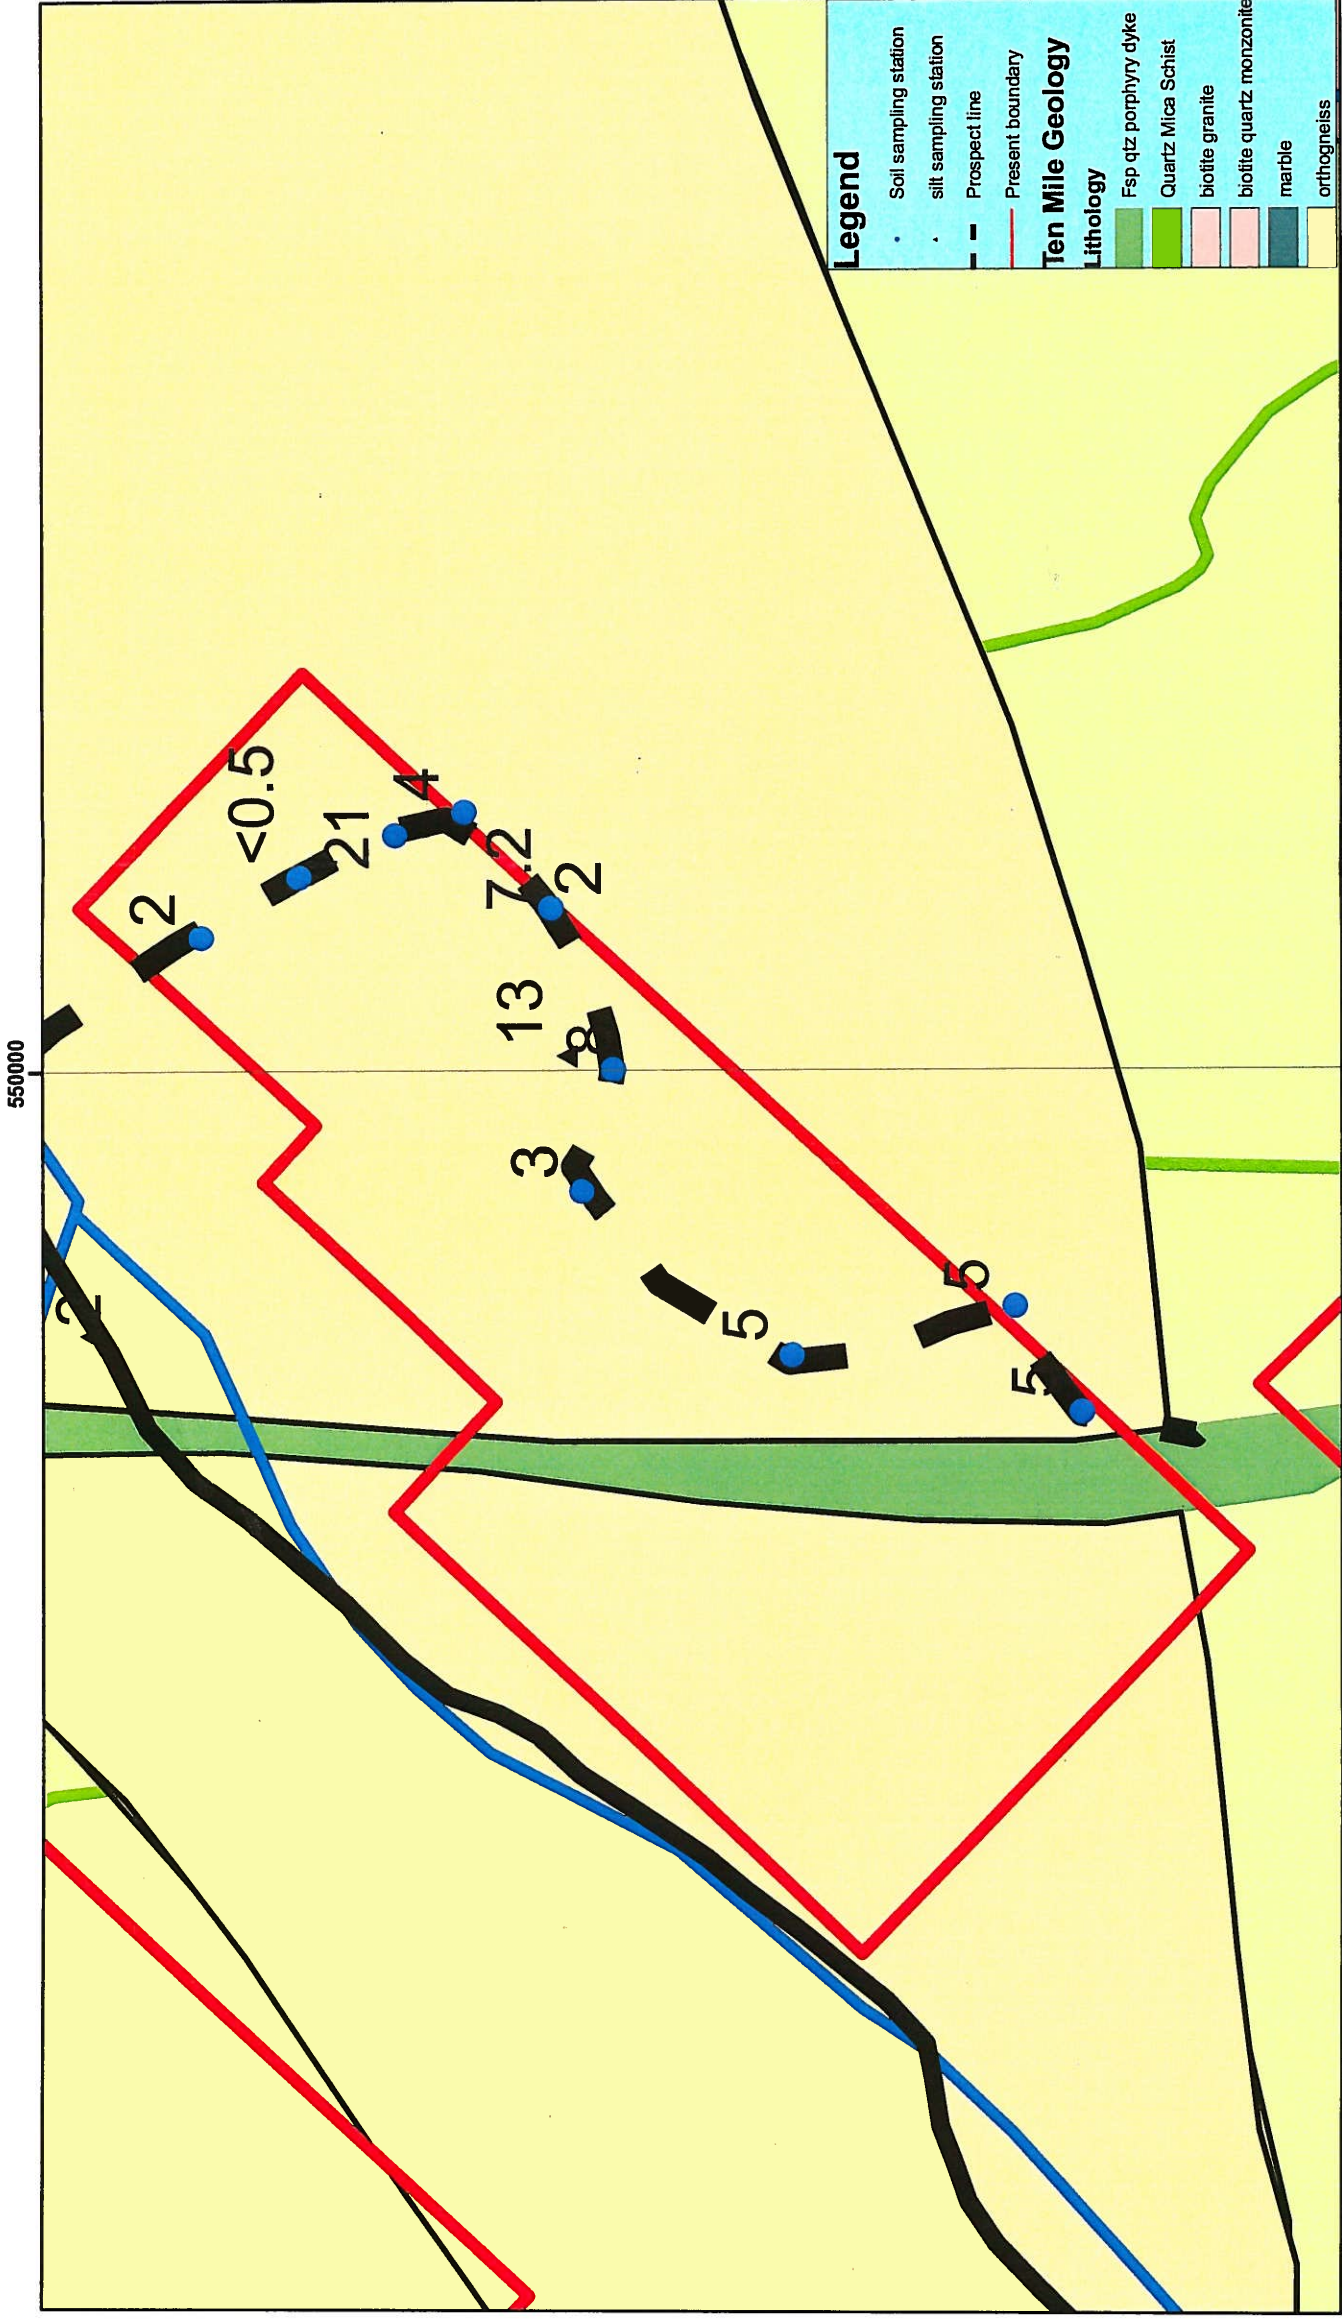 550000
2
<0.5
21
4
7.2
2
13
8
3
5
5
5
2
Legend
Soil sampling station
silt sampling station
Prospect line
Present boundary
Ten Mile Geology
Lithology
Fsp qtz porphyry dyke
Quartz Mica Schist
biotite granite
biotite quartz monzonite
marble
orthogneiss